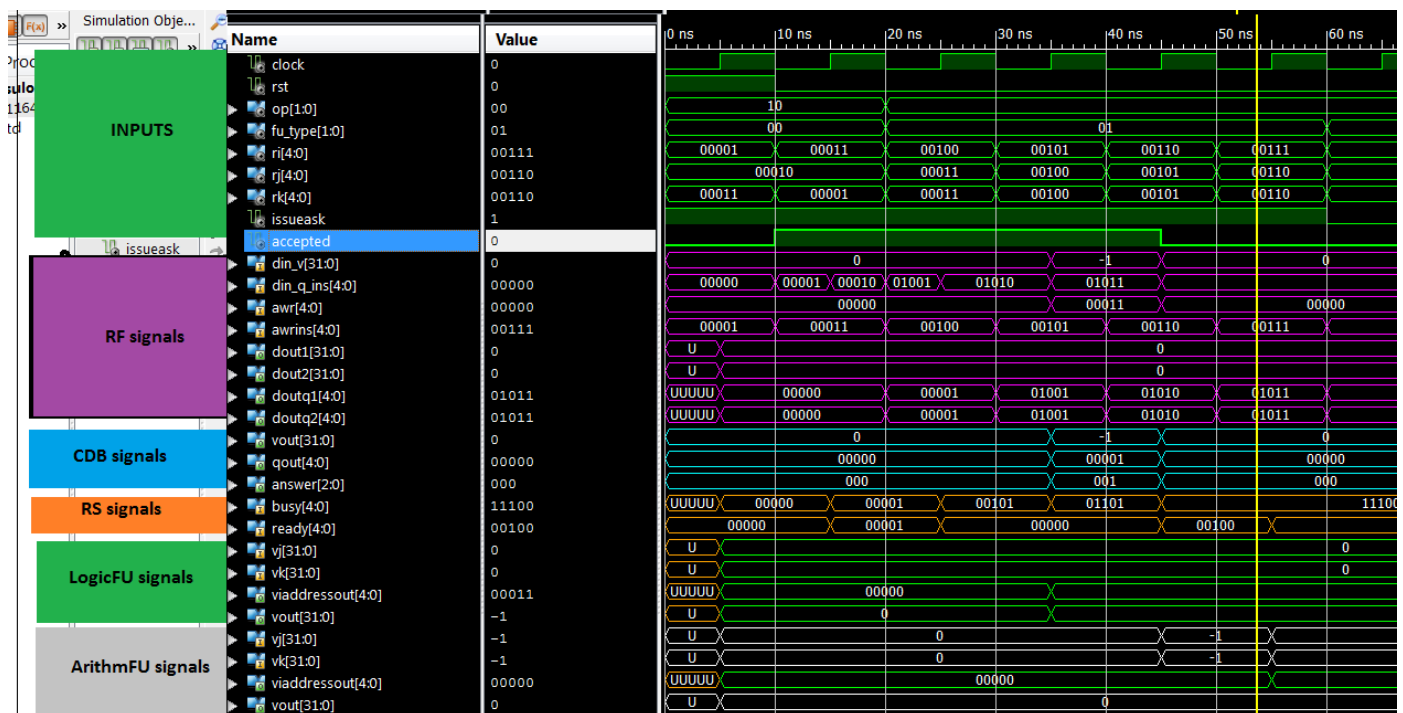 Simulation Obje...
F(x) »
»
Proc
sulo
1164
td
issueask
Name Value
0 ns 10 ns 20 ns 30 ns 40 ns 50 ns 60 ns
INPUTS
clock 0
rst 0
op[1:0] 00 10
fu_type[1:0] 01 00 01
ri[4:0] 00111 00001 00011 00100 00101 00110 00111
rj[4:0] 00110 00010 00011 00100 00101 00110
rk[4:0] 00110 00011 00001 00011 00100 00101 00110
issueask 1
accepted 0
RF signals
din_v[31:0] 0 0 -1 0
din_q_ins[4:0] 00000 00000 00001 00010 01001 01010 01011
awr[4:0] 00000 00000 00011 00000
awrins[4:0] 00111 00001 00011 00100 00101 00110 00111
dout1[31:0] 0 U 0
dout2[31:0] 0 U 0
doutq1[4:0] 01011 UUUUU 00000 00001 01001 01010 01011
doutq2[4:0] 01011 UUUUU 00000 00001 01001 01010 01011
CDB signals
vout[31:0] 0 0 -1 0
qout[4:0] 00000 00000 00001 00000
answer[2:0] 000 000 001 000
RS signals
busy[4:0] 11100 UUUUU 00000 00001 00101 01101 11100
ready[4:0] 00100 00000 00001 00000 00100
LogicFU signals
vj[31:0] 0 U 0
vk[31:0] 0 U 0
viaddressout[4:0] 00011 UUUUU 00000
vout[31:0] -1 U 0
ArithmFU signals
vj[31:0] -1 U 0 -1
vk[31:0] -1 U 0 -1
viaddressout[4:0] 00000 UUUUU 00000
vout[31:0] 0 U 0